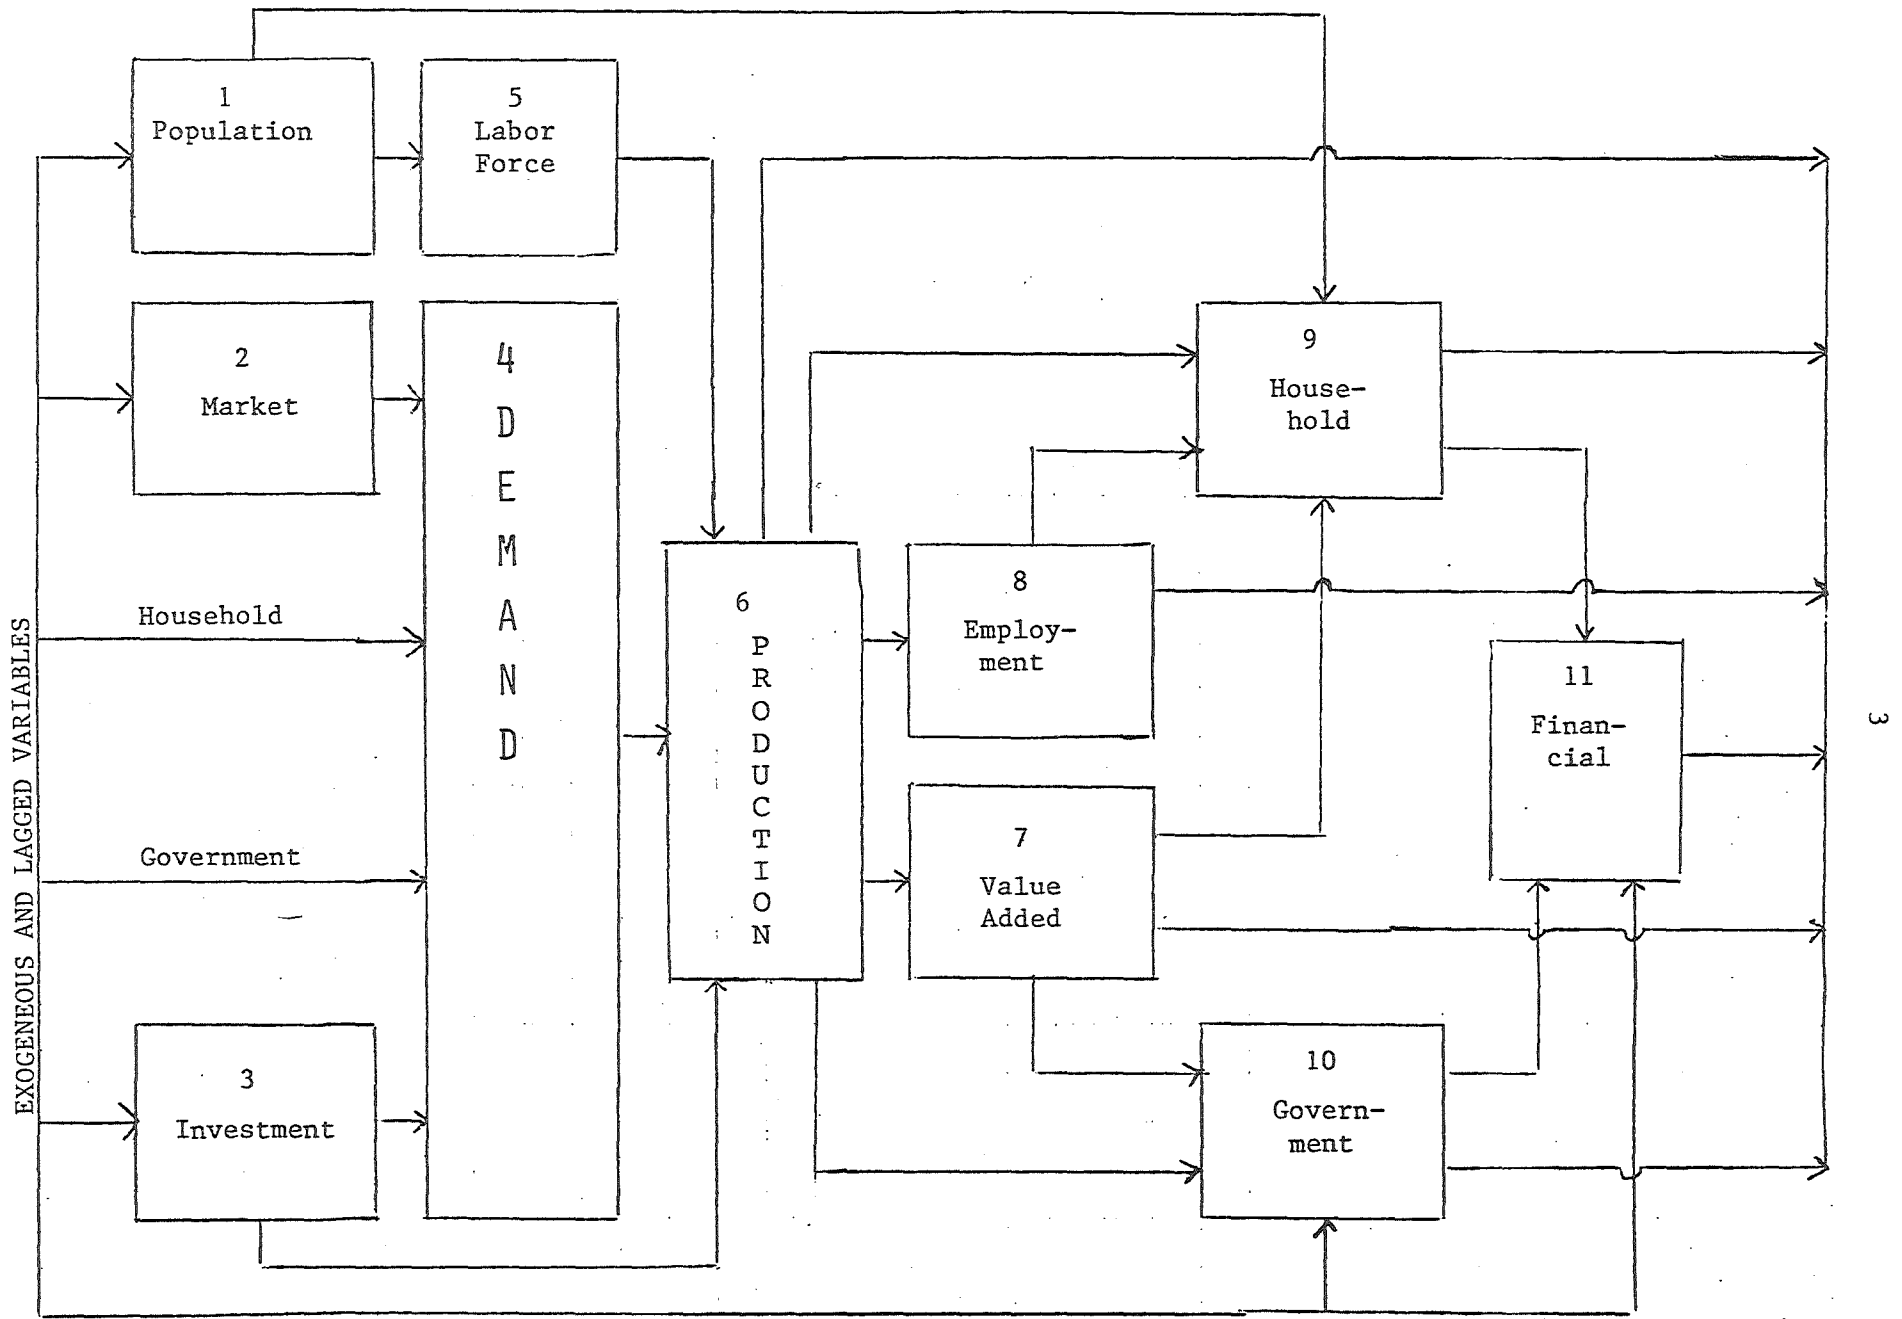 1
Population
5
Labor
Force
2
Market
4
D
E
M
A
N
D
9
House-
hold
Household
6
P
R
O
D
U
C
T
I
O
N
8
Employ-
ment
11
Finan-
cial
3
Government
7
Value
Added
EXOGENEOUS AND LAGGED VARIABLES
3
Investment
10
Govern-
ment